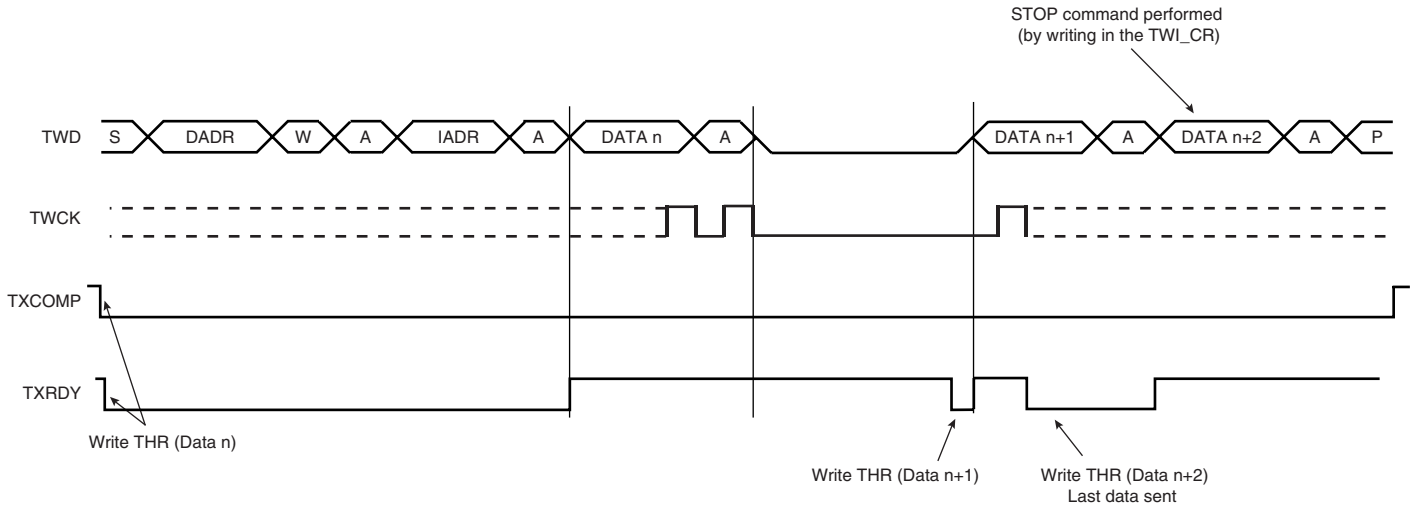 STOP command performed
(by writing in the TWI_CR)
TWD S DADR W A IADR A DATA n A DATA n+1 A DATA n+2 A P
TWCK
TXCOMP
TXRDY
Write THR (Data n)
Write THR (Data n+1) Write THR (Data n+2)
Last data sent